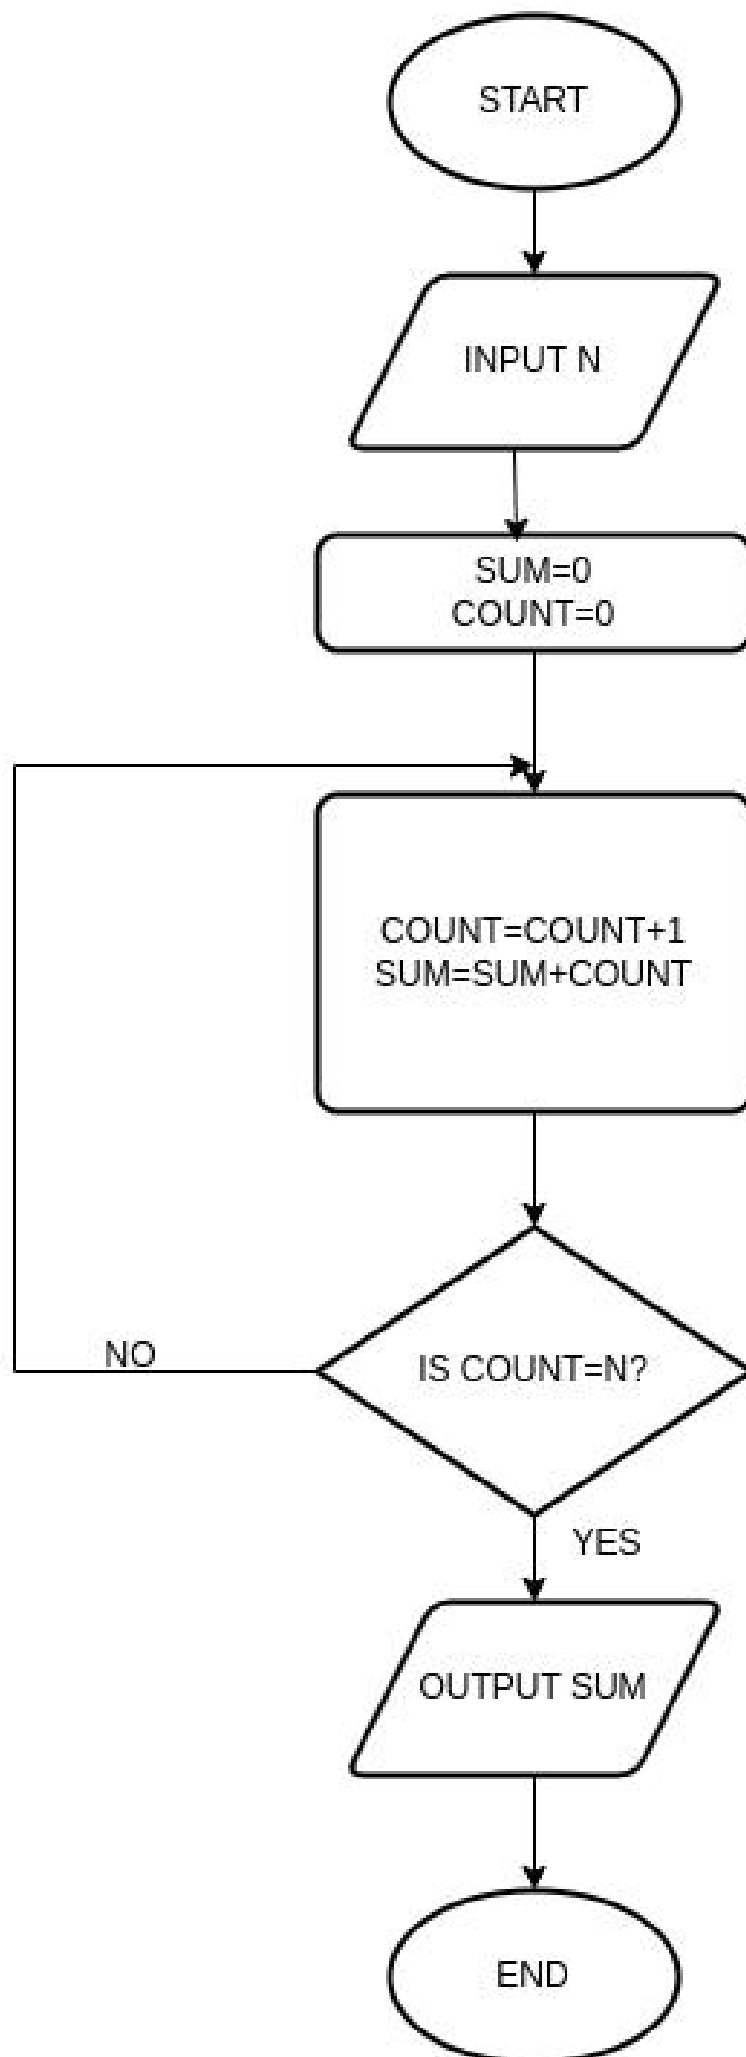 START
INPUT N
SUM=0
COUNT=0
COUNT=COUNT+1
SUM=SUM+COUNT
IS COUNT=N?
NO
YES
OUTPUT SUM
END